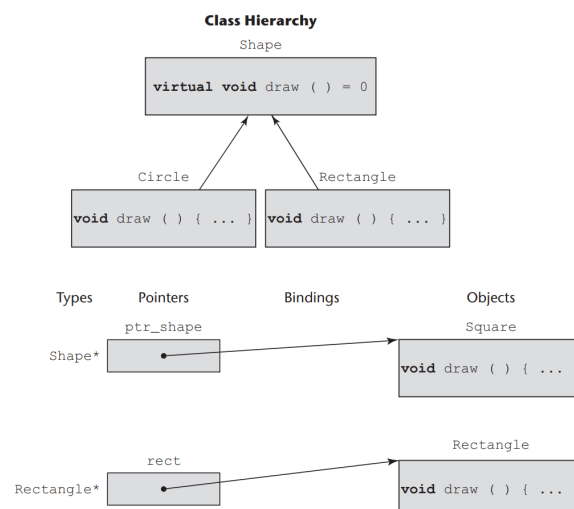 Class Hierarchy
Shape
virtual void draw ( ) = 0
Circle Rectangle
void draw ( ) { ... } void draw ( ) { ... }
Types Pointers Bindings Objects
ptr_shape Square
Shape*
void draw ( ) { ...
rect Rectangle
Rectangle* void draw ( ) { ...